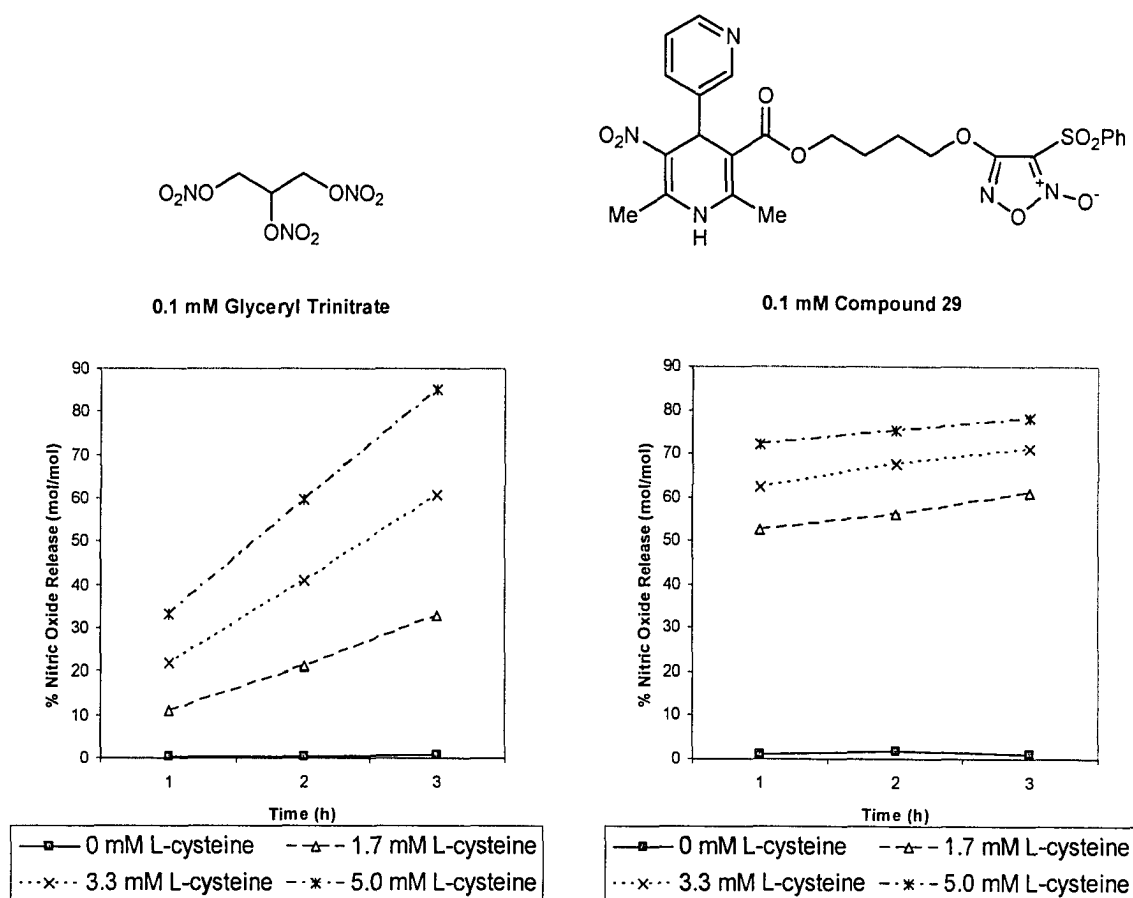 O₂NO
ONO₂
ONO₂
0.1 mM Glyceryl Trinitrate
N
O₂N
O
O
O
SO₂Ph
Me
N
H
Me
N
O
N
+
O-
0.1 mM Compound 29
% Nitric Oxide Release (mol/mol)
90
80
70
60
50
40
30
20
10
0
1
2
3
Time (h)
0 mM L-cysteine
1.7 mM L-cysteine
3.3 mM L-cysteine
5.0 mM L-cysteine
% Nitric Oxide Release (mol/mol)
90
80
70
60
50
40
30
20
10
0
1
2
3
Time (h)
0 mM L-cysteine
1.7 mM L-cysteine
3.3 mM L-cysteine
5.0 mM L-cysteine